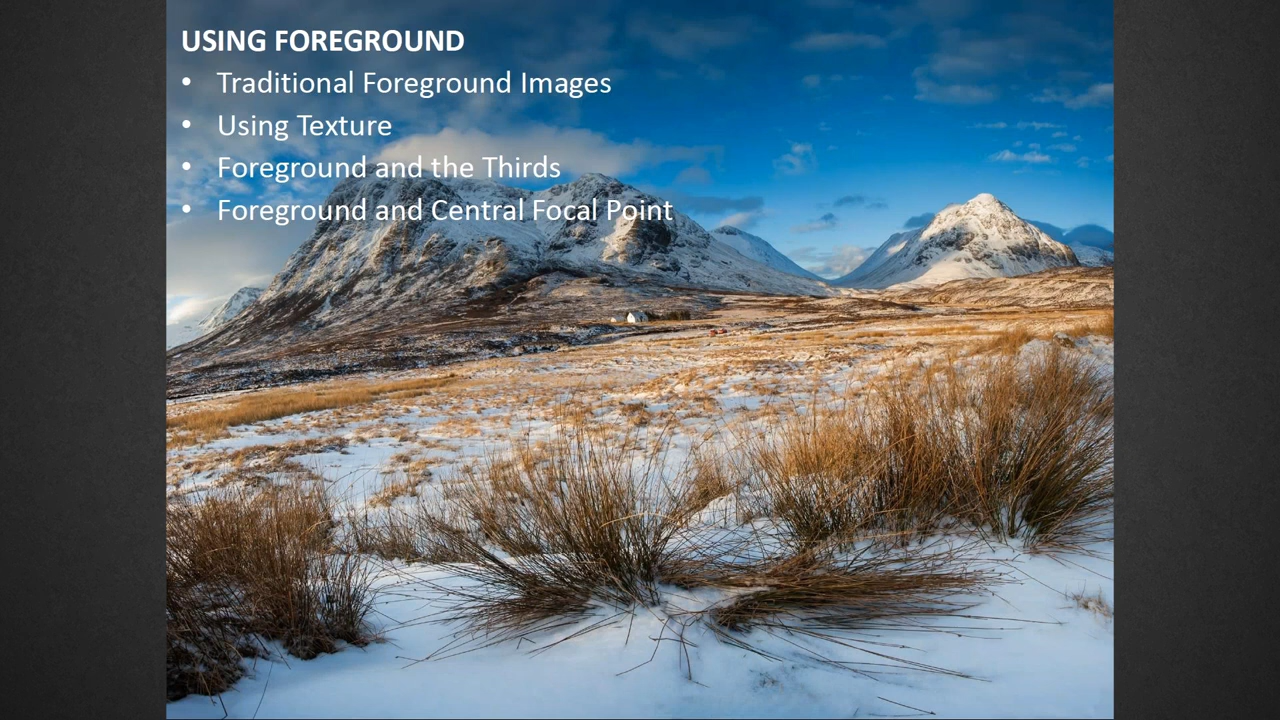 USING FOREGROUND
• Traditional Foreground Images
• Using Texture
• Foreground and the Thirds
• Foreground and Central Focal Point